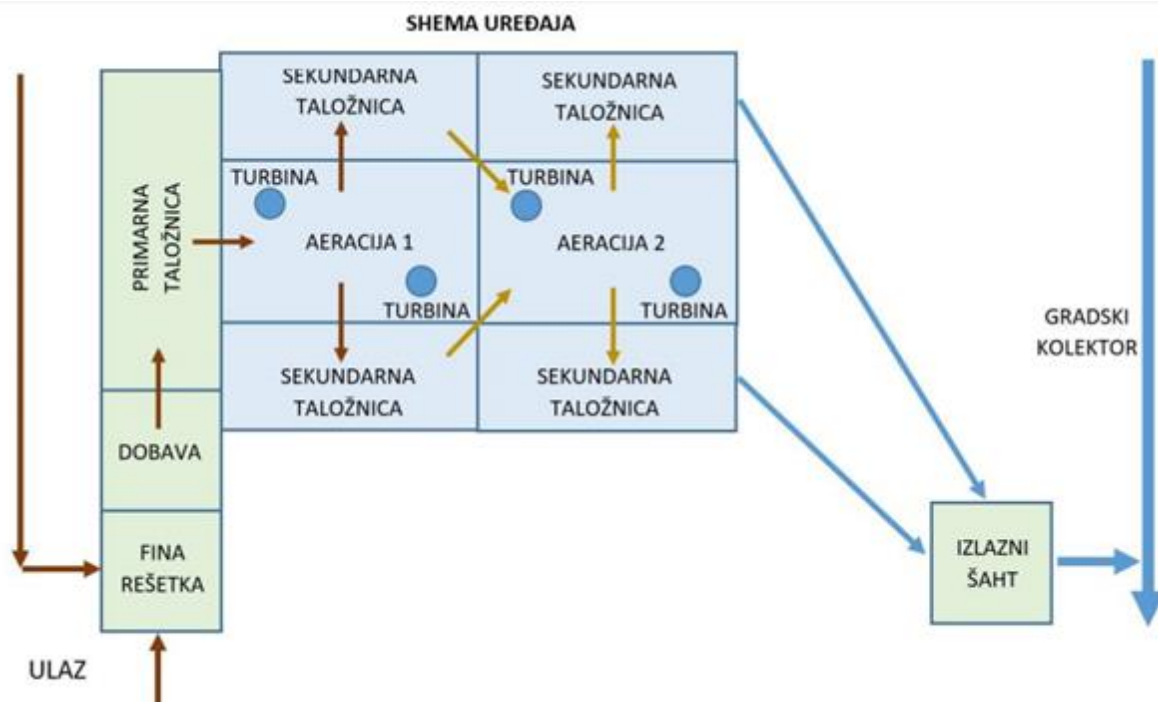 SHEMA UREĐAJA
SEKUNDARNA
TALOŽNICA
SEKUNDARNA
TALOŽNICA
PRIMARNA
TALOŽNICA
TURBINA
TURBINA
AERACIJA 1
AERACIJA 2
TURBINA
TURBINA
SEKUNDARNA
TALOŽNICA
SEKUNDARNA
TALOŽNICA
GRADSKI
KOLEKTOR
DOBAVA
FINA
REŠETKA
IZLAZNI
ŠAHT
ULAZ